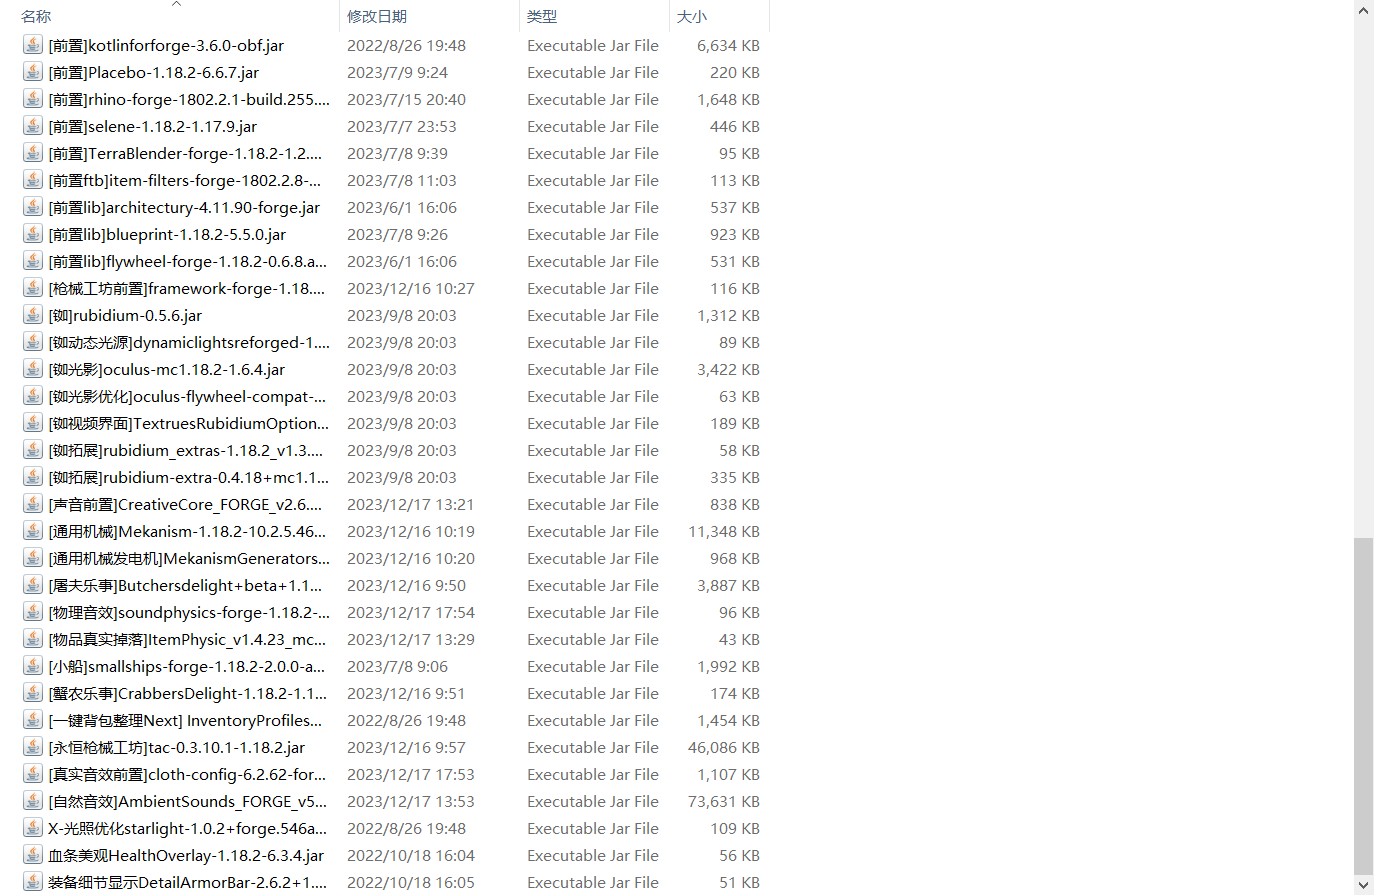 名称 修改日期 类型 大小
[前置]kotlinforforge-3.6.0-obf.jar 2022/8/26 19:48 Executable Jar File 6,634 KB
[前置]Placebo-1.18.2-6.6.7.jar 2023/7/9 9:24 Executable Jar File 220 KB
[前置]rhino-forge-1802.2.1-build.255.... 2023/7/15 20:40 Executable Jar File 1,648 KB
[前置]selene-1.18.2-1.17.9.jar 2023/7/7 23:53 Executable Jar File 446 KB
[前置]TerraBlender-forge-1.18.2-1.2.... 2023/7/8 9:39 Executable Jar File 95 KB
[前置ftb]item-filters-forge-1802.2.8-... 2023/7/8 11:03 Executable Jar File 113 KB
[前置lib]architectury-4.11.90-forge.jar 2023/6/1 16:06 Executable Jar File 537 KB
[前置lib]blueprint-1.18.2-5.5.0.jar 2023/7/8 9:26 Executable Jar File 923 KB
[前置lib]flywheel-forge-1.18.2-0.6.8.a... 2023/6/1 16:06 Executable Jar File 531 KB
[枪械工坊前置]framework-forge-1.18.... 2023/12/16 10:27 Executable Jar File 116 KB
[铷]rubidium-0.5.6.jar 2023/9/8 20:03 Executable Jar File 1,312 KB
[铷动态光源]dynamiclightsreforged-1.... 2023/9/8 20:03 Executable Jar File 89 KB
[铷光影]oculus-mc1.18.2-1.6.4.jar 2023/9/8 20:03 Executable Jar File 3,422 KB
[铷光影优化]oculus-flywheel-compat-... 2023/9/8 20:03 Executable Jar File 63 KB
[铷视频界面]TextruesRubidiumOption... 2023/9/8 20:03 Executable Jar File 189 KB
[铷拓展]rubidium_extras-1.18.2_v1.3.... 2023/9/8 20:03 Executable Jar File 58 KB
[铷拓展]rubidium-extra-0.4.18+mc1.1... 2023/9/8 20:03 Executable Jar File 335 KB
[声音前置]CreativeCore_FORGE_v2.6.... 2023/12/17 13:21 Executable Jar File 838 KB
[通用机械]Mekanism-1.18.2-10.2.5.46... 2023/12/16 10:19 Executable Jar File 11,348 KB
[通用机械发电机]MekanismGenerators... 2023/12/16 10:20 Executable Jar File 968 KB
[屠夫乐事]Butchersdelight+beta+1.1... 2023/12/16 9:50 Executable Jar File 3,887 KB
[物理音效]soundphysics-forge-1.18.2-... 2023/12/17 17:54 Executable Jar File 96 KB
[物品真实掉落]ItemPhysic_v1.4.23_mc... 2023/12/17 13:29 Executable Jar File 43 KB
[小船]smallships-forge-1.18.2-2.0.0-a... 2023/7/8 9:06 Executable Jar File 1,992 KB
[蟹农乐事]CrabbersDelight-1.18.2-1.1... 2023/12/16 9:51 Executable Jar File 174 KB
[一键背包整理Next] InventoryProfiles... 2022/8/26 19:48 Executable Jar File 1,454 KB
[永恒枪械工坊]tac-0.3.10.1-1.18.2.jar 2023/12/16 9:57 Executable Jar File 46,086 KB
[真实音效前置]cloth-config-6.2.62-for... 2023/12/17 17:53 Executable Jar File 1,107 KB
[自然音效]AmbientSounds_FORGE_v5... 2023/12/17 13:53 Executable Jar File 73,631 KB
X-光照优化starlight-1.0.2+forge.546a... 2022/8/26 19:48 Executable Jar File 109 KB
血条美观HealthOverlay-1.18.2-6.3.4.jar 2022/10/18 16:04 Executable Jar File 56 KB
装备细节显示DetailArmorBar-2.6.2+1.... 2022/10/18 16:05 Executable Jar File 51 KB